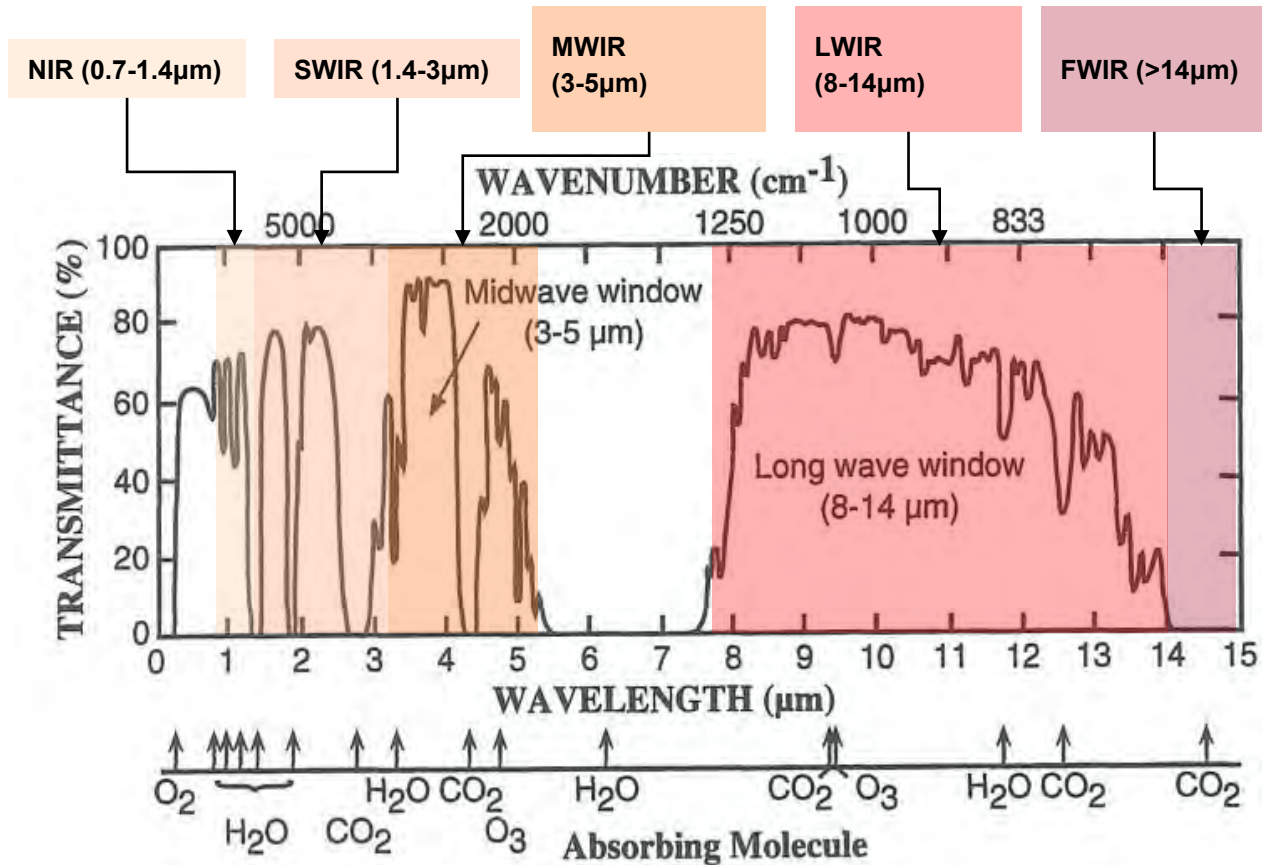 NIR (0.7-1.4µm)
SWIR (1.4-3µm)
MWIR
(3-5µm)
LWIR
(8-14µm)
FWIR (>14µm)
WAVENUMBER (cm⁻¹)
5000 2000 1250 1000 833
TRANSMITTANCE (%)
100
80
60
40
20
0
Midwave window
(3-5 µm)
Long wave window
(8-14 µm)
0 1 2 3 4 5 6 7 8 9 10 11 12 13 14 15
WAVELENGTH (µm)
O₂ H₂O CO₂ H₂O CO₂ O₃ H₂O CO₂ O₃ H₂O CO₂ CO₂
Absorbing Molecule